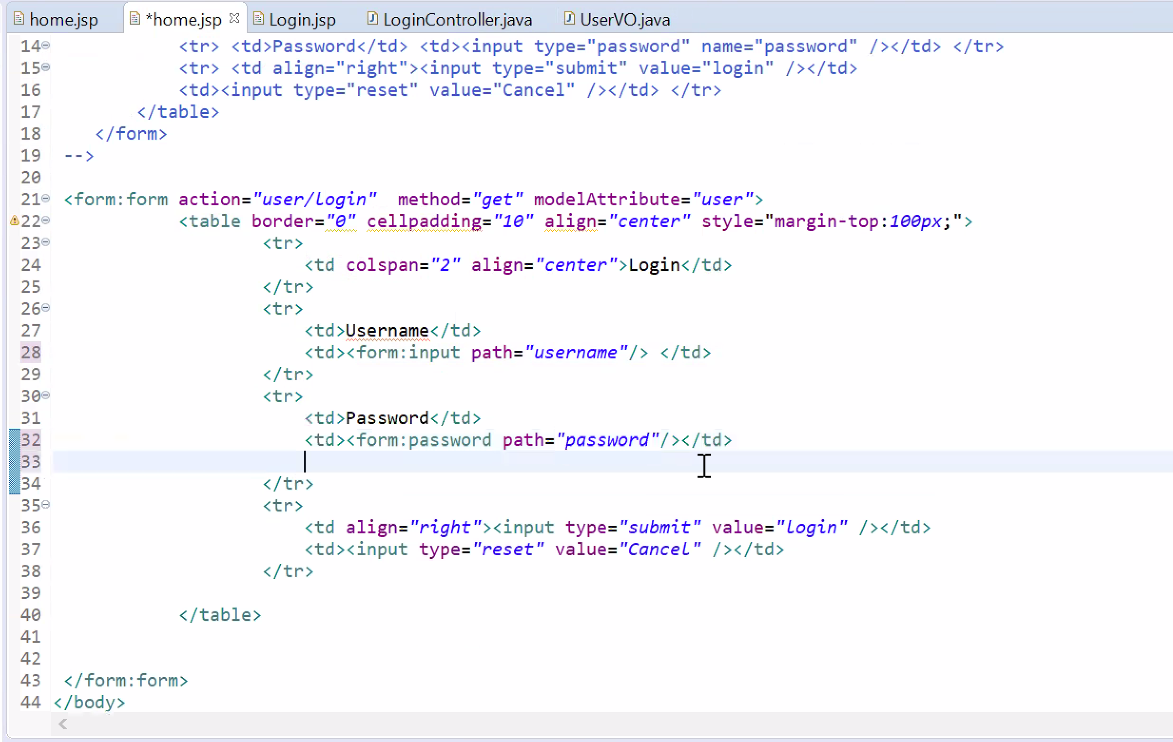 home.jsp *home.jsp Login.jsp LoginController.java UserVO.java
14 <tr> <td>Password</td> <td><input type="password" name="password" /></td> </tr>
15 <tr> <td align="right"><input type="submit" value="login" /></td>
16 <td><input type="reset" value="Cancel" /></td> </tr>
17 </table>
18 </form>
19 -->
20
21 <form:form action="user/login"  method="get" modelAttribute="user">
22 <table border="0" cellpadding="10" align="center" style="margin-top:100px;">
23 <tr>
24 <td colspan="2" align="center">Login</td>
25 </tr>
26 <tr>
27 <td>Username</td>
28 <td><form:input path="username"/> </td>
29 </tr>
30 <tr>
31 <td>Password</td>
32 <td><form:password path="password"/></td>
33
34 </tr>
35 <tr>
36 <td align="right"><input type="submit" value="login" /></td>
37 <td><input type="reset" value="Cancel" /></td>
38 </tr>
39
40 </table>
41
42
43 </form:form>
44 </body>